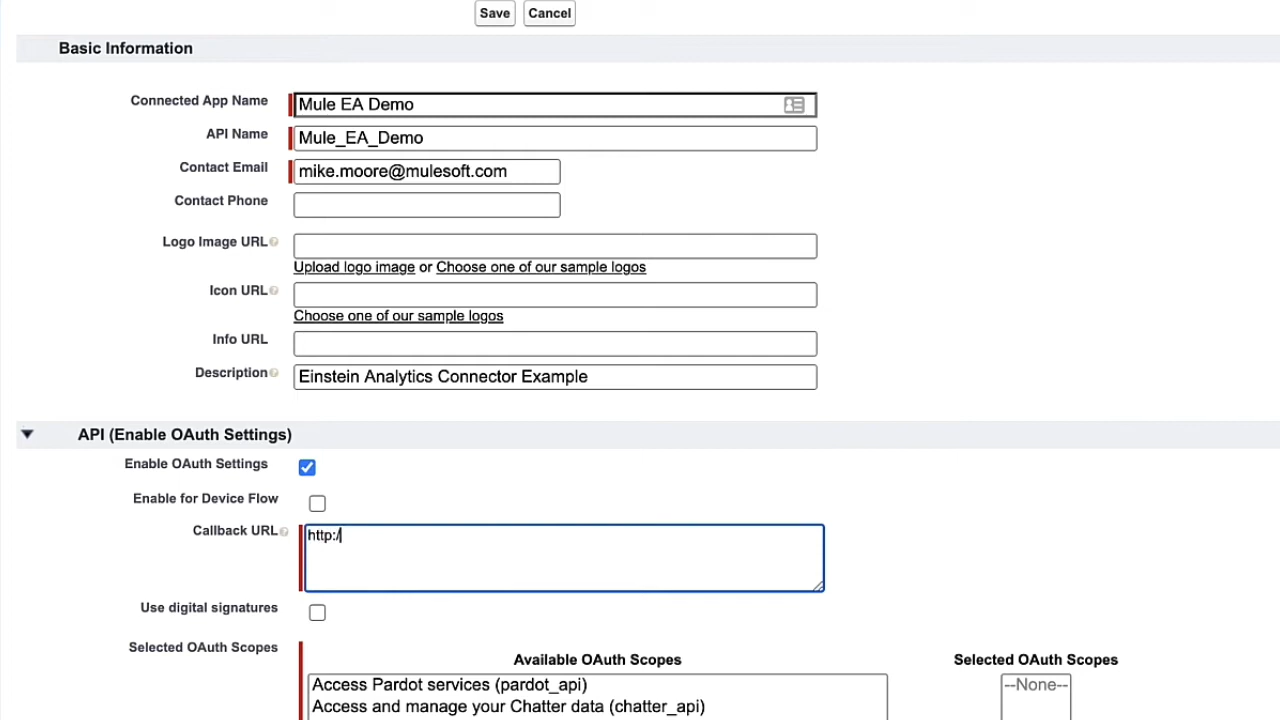 Save Cancel
Basic Information
Connected App Name Mule EA Demo
API Name Mule_EA_Demo
Contact Email mike.moore@mulesoft.com
Contact Phone
Logo Image URL
Upload logo image or Choose one of our sample logos
Icon URL
Choose one of our sample logos
Info URL
Description Einstein Analytics Connector Example
API (Enable OAuth Settings)
Enable OAuth Settings
Enable for Device Flow
Callback URL http:/
Use digital signatures
Selected OAuth Scopes
Available OAuth Scopes Selected OAuth Scopes
Access Pardot services (pardot_api) --None--
Access and manage your Chatter data (chatter_api)